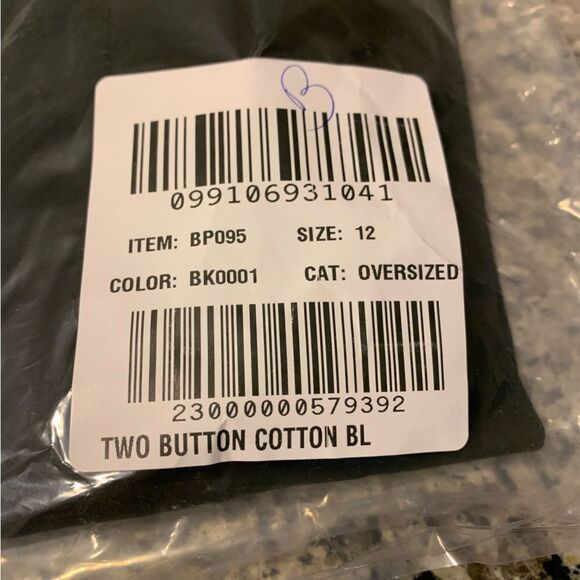 B
099106931041
ITEM: BP095 SIZE: 12
COLOR: BK0001 CAT: OVERSIZED
23000000579392
TWO BUTTON COTTON BL